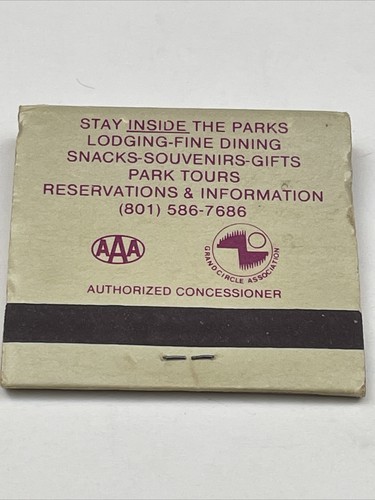 STAY INSIDE THE PARKS
LODGING-FINE DINING
SNACKS-SOUVENIRS-GIFTS
PARK TOURS
RESERVATIONS & INFORMATION
(801) 586-7686
AAA
GRAND CIRCLE ASSOCIATION
AUTHORIZED CONCESSIONER